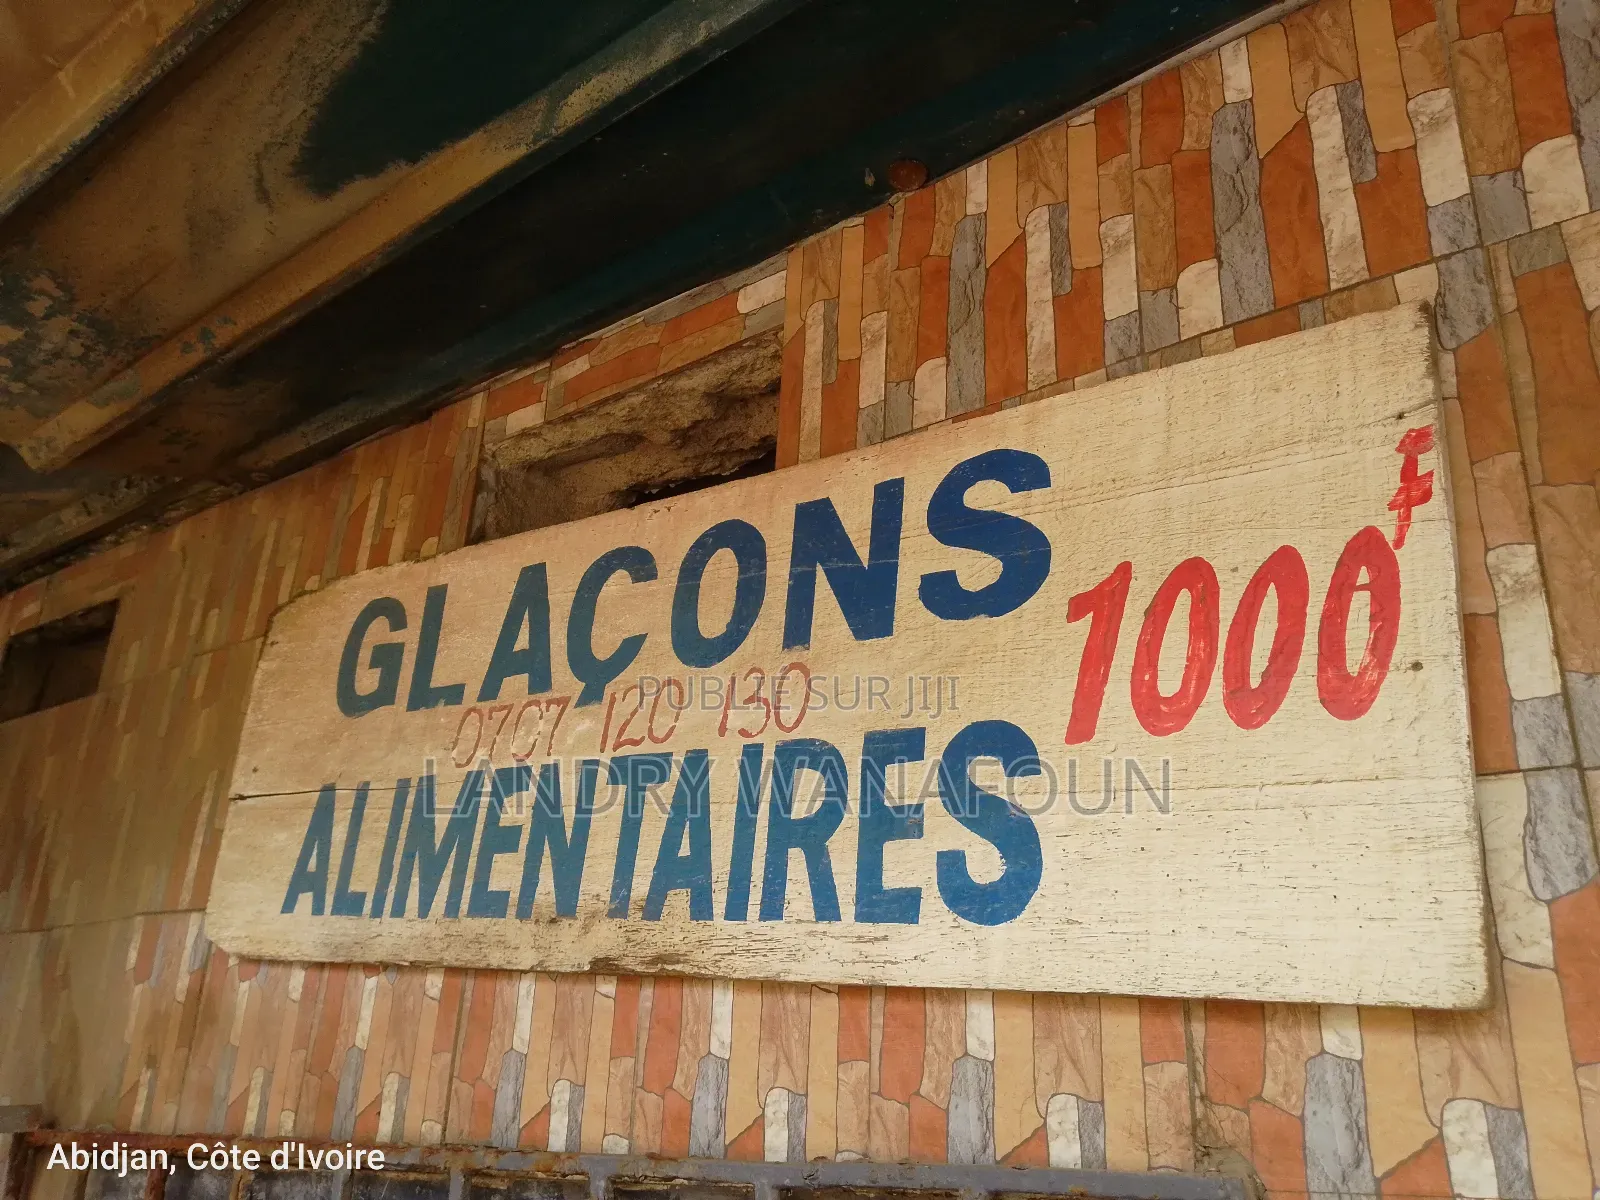 GLAÇONS
1000F
0707 120 130
PUBLIÉ SUR JIJI
LANDRY WANAFOUN
ALIMENTAIRES
Abidjan, Côte d'Ivoire